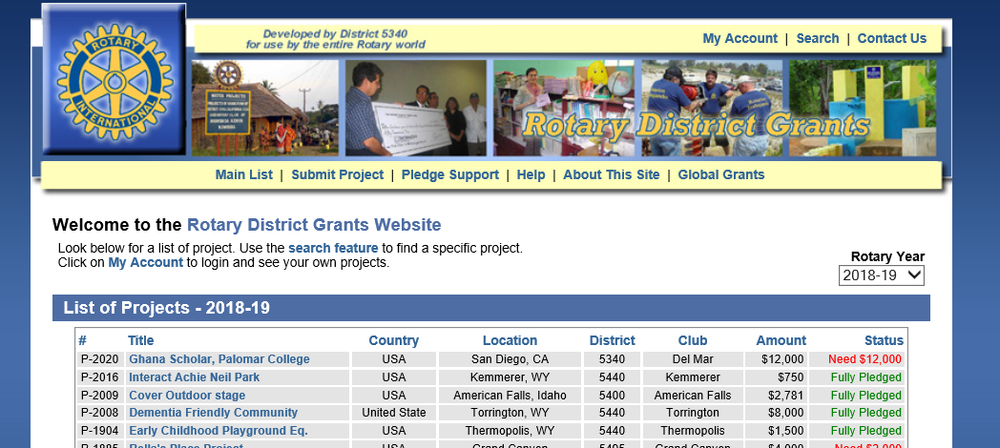 ROTARY
INTERNATIONAL
Developed by District 5340
for use by the entire Rotary world
My Account | Search | Contact Us
Rotary District Grants
Main List | Submit Project | Pledge Support | Help | About This Site | Global Grants
Welcome to the Rotary District Grants Website
Look below for a list of project. Use the search feature to find a specific project.
Click on My Account to login and see your own projects.
Rotary Year
2018-19
List of Projects - 2018-19
# Title Country Location District Club Amount Status
P-2020 Ghana Scholar, Palomar College USA San Diego, CA 5340 Del Mar $12,000 Need $12,000
P-2016 Interact Achie Neil Park USA Kemmerer, WY 5440 Kemmerer $750 Fully Pledged
P-2009 Cover Outdoor stage USA American Falls, Idaho 5400 American Falls $2,781 Fully Pledged
P-2008 Dementia Friendly Community United State Torrington, WY 5440 Torrington $8,000 Fully Pledged
P-1904 Early Childhood Playground Eq. USA Thermopolis, WY 5440 Thermopolis $1,500 Fully Pledged